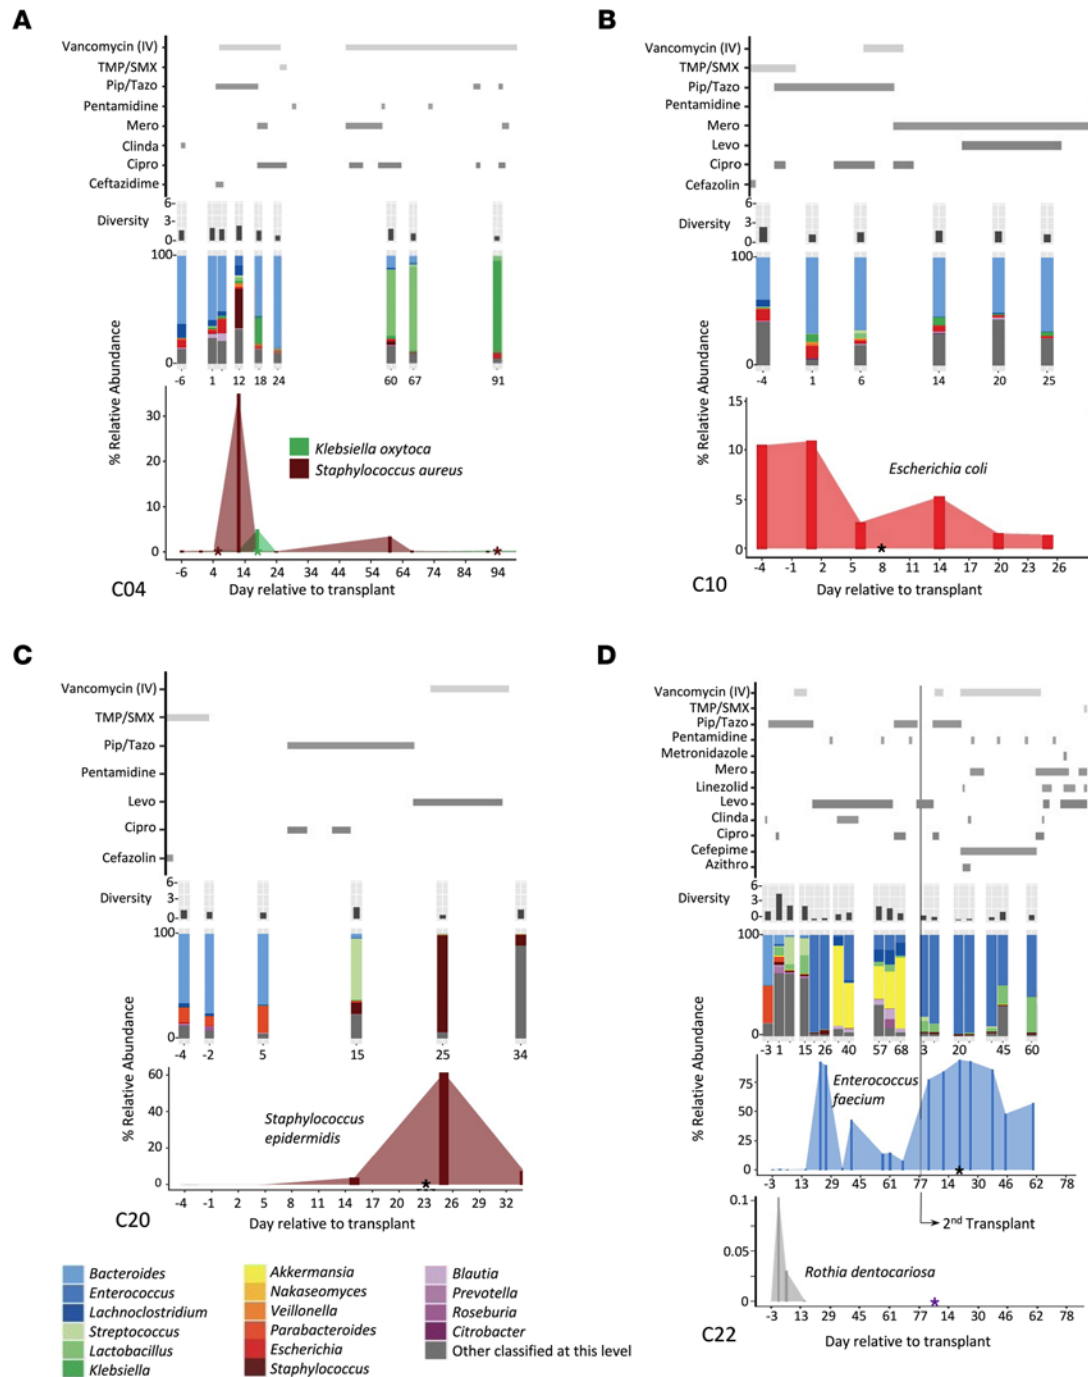 A
Vancomycin (IV)
TMP/SMX
Pip/Tazo
Pentamidine
Mero
Clinda
Cipro
Ceftazidime
Diversity
6
3
0
100
0
-6 1 12 18 24 60 67 91
% Relative Abundance
30
20
10
0
Klebsiella oxytoca
Staphylococcus aureus
* * *
-6 4 14 24 34 44 54 64 74 84 94
C04
Day relative to transplant
B
Vancomycin (IV)
TMP/SMX
Pip/Tazo
Pentamidine
Mero
Levo
Cipro
Cefazolin
Diversity
6
3
0
100
0
-4 1 6 14 20 25
% Relative Abundance
15
10
5
0
Escherichia coli
*
-4 -1 2 5 8 11 14 17 20 23 26
C10
Day relative to transplant
C
Vancomycin (IV)
TMP/SMX
Pip/Tazo
Pentamidine
Levo
Cipro
Cefazolin
Diversity
6
3
0
100
0
-4 -2 5 15 25 34
% Relative Abundance
60
40
20
0
Staphylococcus
epidermidis
*
-4 -1 2 5 8 11 14 17 20 23 26 29 32
C20
Day relative to transplant
D
Vancomycin (IV)
TMP/SMX
Pip/Tazo
Pentamidine
Metronidazole
Mero
Linezolid
Levo
Clinda
Cipro
Cefepime
Azithro
Diversity
6
3
0
100
0
-3 1 15 26 40 57 68 3 20 45 60
% Relative Abundance
75
50
25
0
Enterococcus
faecium
*
-3 13 29 45 61 77 14 30 46 62 78
2nd Transplant
0.1
0.05
0
Rothia dentocariosa
*
-3 13 29 45 61 77 14 30 46 62 78
C22
Day relative to transplant
Bacteroides
Enterococcus
Lachnoclostridium
Streptococcus
Lactobacillus
Klebsiella
Akkermansia
Nakaseomyces
Veillonella
Parabacteroides
Escherichia
Staphylococcus
Blautia
Prevotella
Roseburia
Citrobacter
Other classified at this level